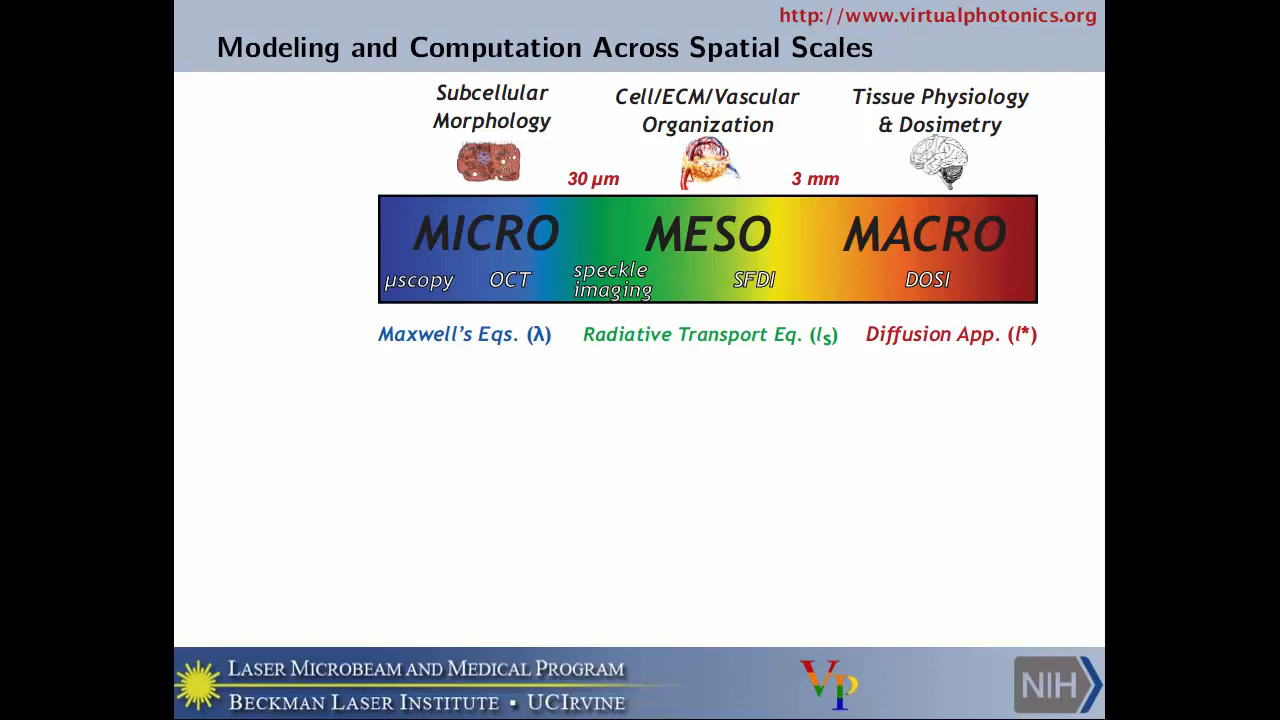 http://www.virtualphotonics.org
Modeling and Computation Across Spatial Scales
Subcellular
Morphology
Cell/ECM/Vascular
Organization
Tissue Physiology
& Dosimetry
30 µm
3 mm
MICRO
MESO
MACRO
µscopy
OCT
speckle
imaging
SFDI
DOSI
Maxwell's Eqs. (λ)
Radiative Transport Eq. (lₛ)
Diffusion App. (l*)
LASER MICROBEAM AND MEDICAL PROGRAM
BECKMAN LASER INSTITUTE ▪ UCIRVINE
VP
NIH